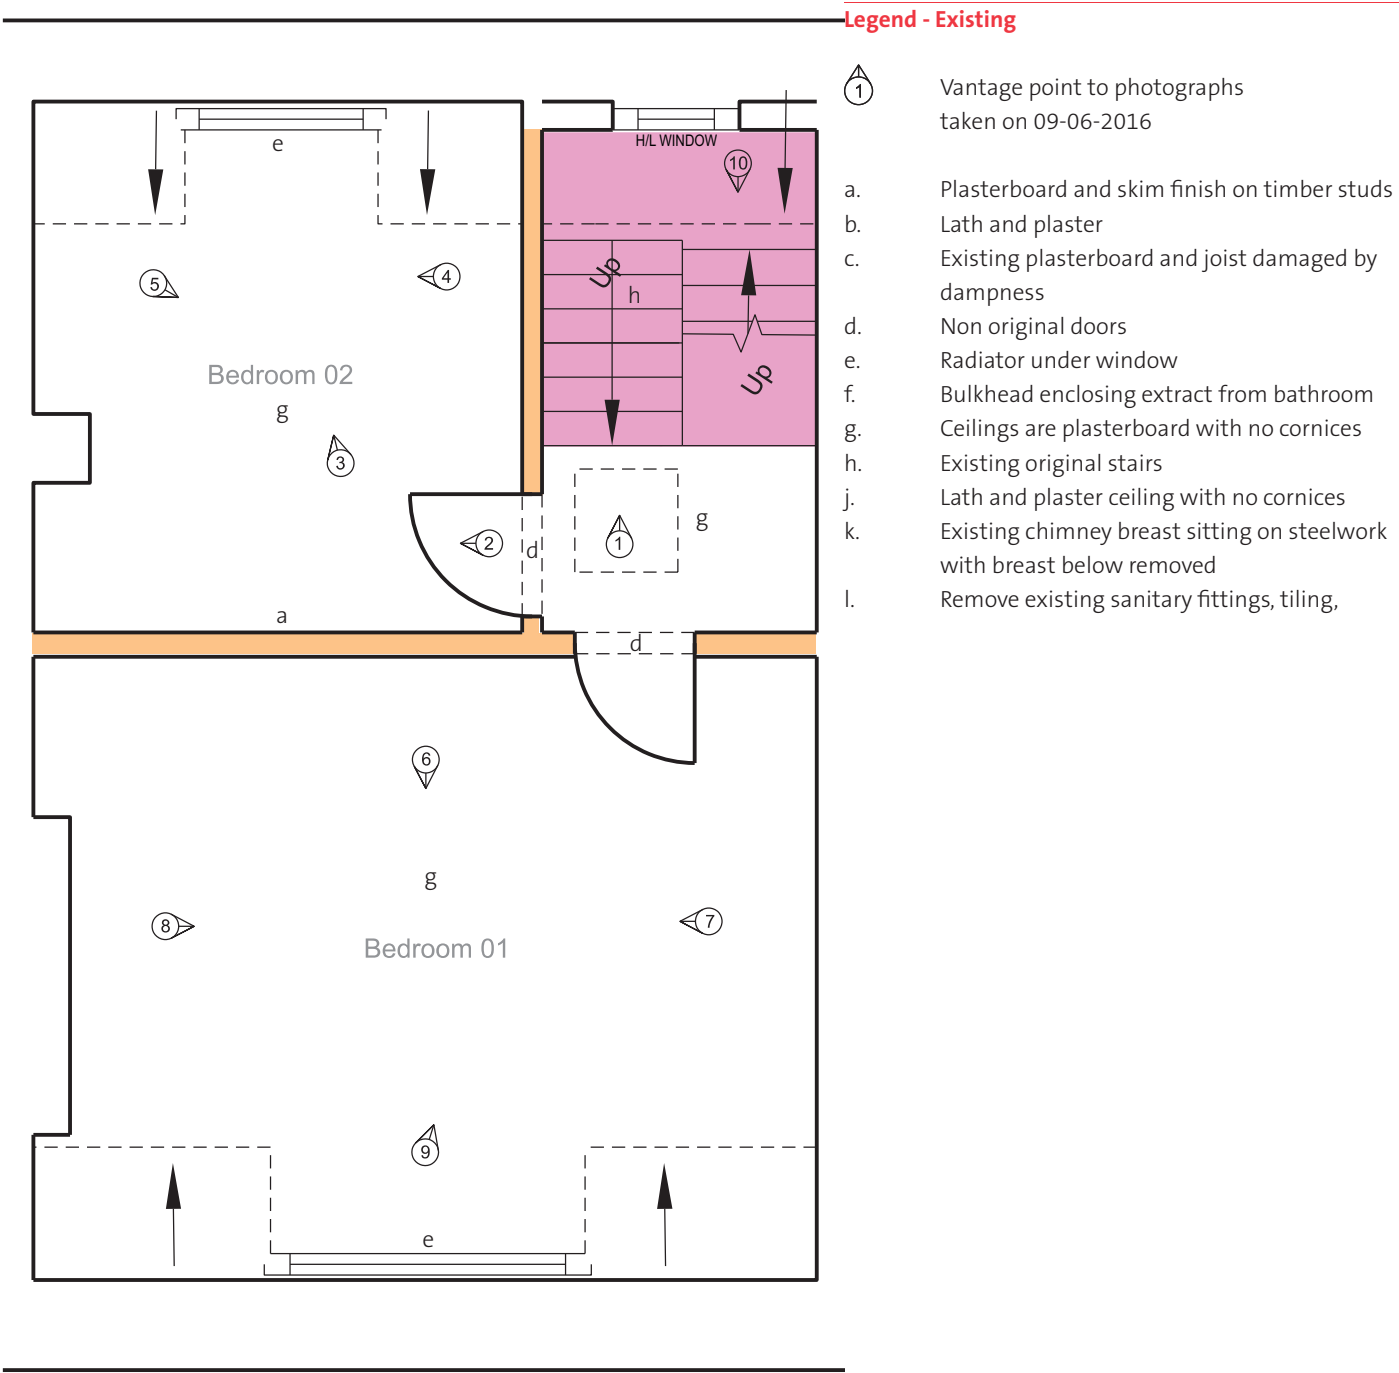 Legend - Existing
1
Vantage point to photographs
taken on 09-06-2016
a. Plasterboard and skim finish on timber studs
b. Lath and plaster
c. Existing plasterboard and joist damaged by
dampness
d. Non original doors
e. Radiator under window
f. Bulkhead enclosing extract from bathroom
g. Ceilings are plasterboard with no cornices
h. Existing original stairs
j. Lath and plaster ceiling with no cornices
k. Existing chimney breast sitting on steelwork
with breast below removed
l. Remove existing sanitary fittings, tiling,
e
H/L WINDOW
10
5
4
Up
h
Up
Bedroom 02
g
3
2
d
1
g
a
d
6
g
8
7
Bedroom 01
9
e